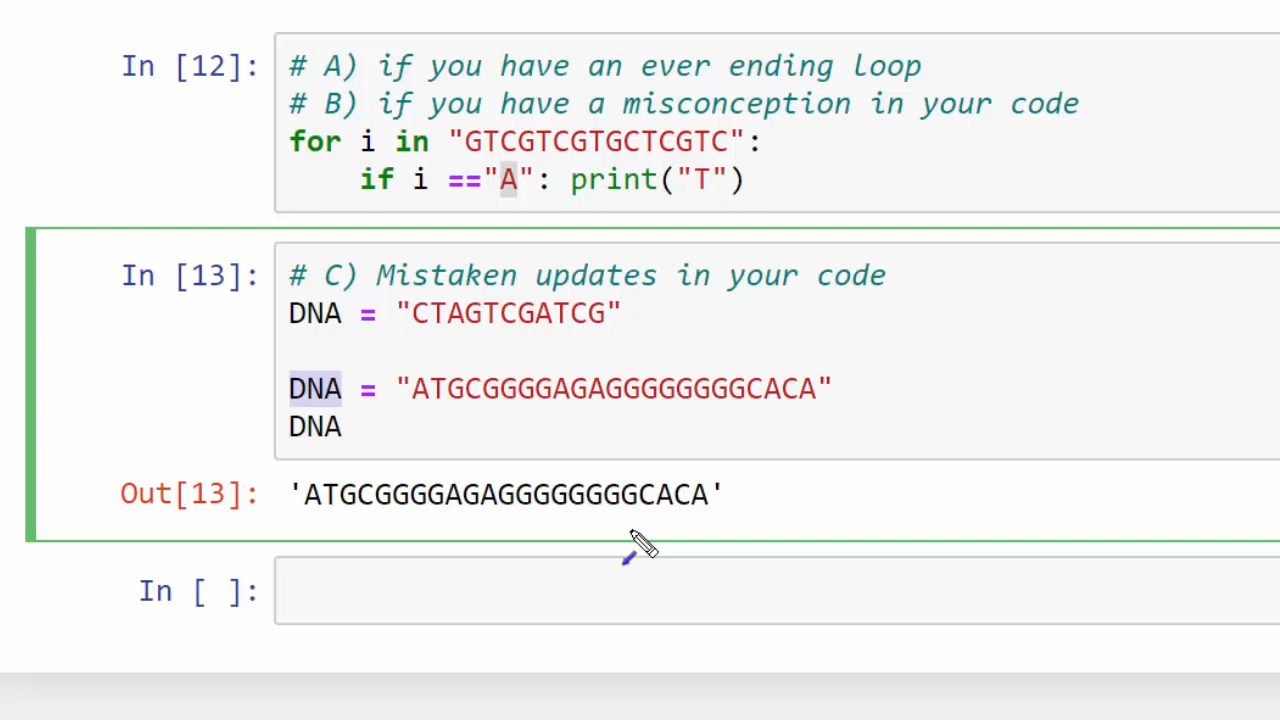 In [12]:
# A) if you have an ever ending loop
# B) if you have a misconception in your code
for i in "GTCGTCGTGCTCGTC":
if i =="A": print("T")
In [13]:
# C) Mistaken updates in your code
DNA = "CTAGTCGATCG"
DNA = "ATGCGGGGAGAGGGGGGGGCACA"
DNA
Out[13]: 'ATGCGGGGAGAGGGGGGGGCACA'
In [ ]: